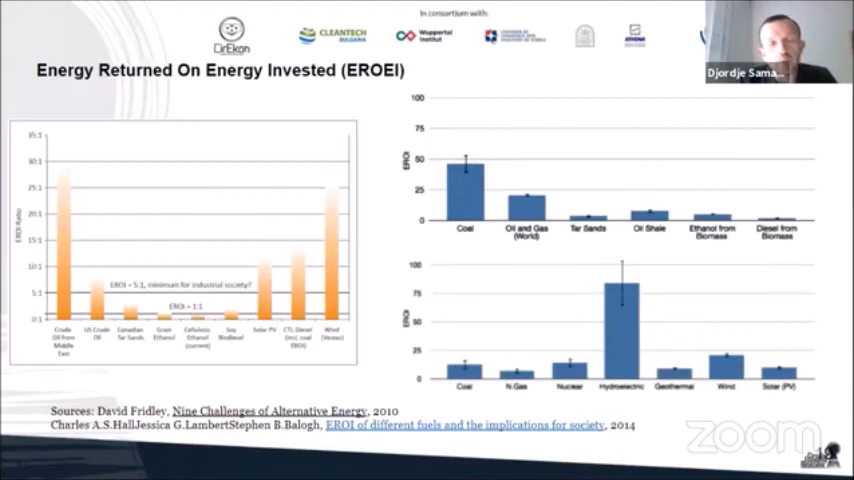 In consortium with:
CirEkon
CLEANTECH
BULGARIA
Wuppertal
Institut
ATHENA
Djordje Sama...
Energy Returned On Energy Invested (EROEI)
35:1
30:1
25:1
20:1
15:1
10:1
5:1
0:1
EROI Ratio
EROI = 5:1, minimum for industrial society?
EROI = 1:1
Crude Oil from Middle East
US Crude Oil
Canadian Tar Sands
Grain Ethanol
Cellulosic Ethanol (current)
Soy Biodiesel
Solar PV
CTL Diesel (incl. coal EROI)
Wind (Vestas)
100
75
50
25
0
EROI
Coal
Oil and Gas (World)
Tar Sands
Oil Shale
Ethanol from Biomass
Diesel from Biomass
100
75
50
25
0
EROI
Coal
N.Gas
Nuclear
Hydroelectric
Geothermal
Wind
Solar (PV)
Sources: David Fridley, Nine Challenges of Alternative Energy, 2010
Charles A.S.HallJessica G.LambertStephen B.Balogh, EROI of different fuels and the implications for society, 2014
zoom